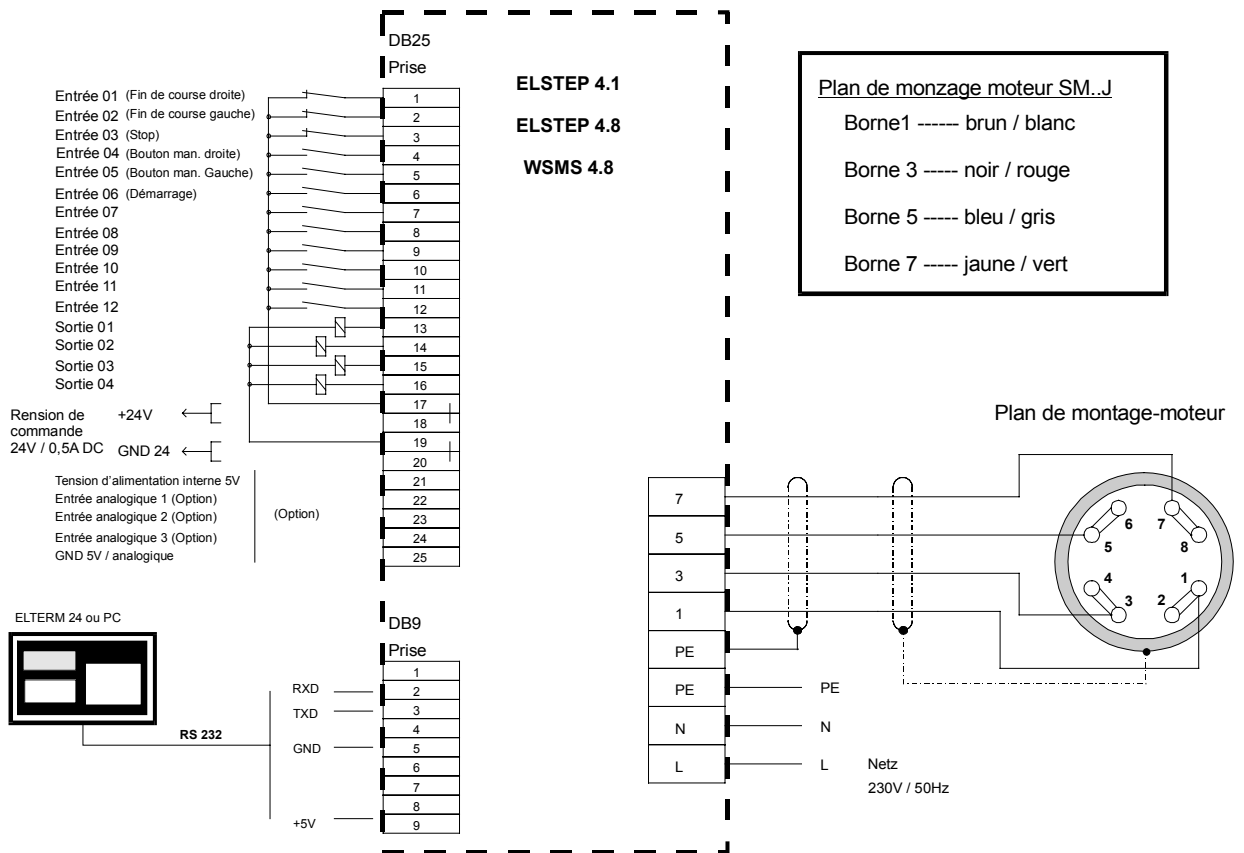 DB25
Prise
ELSTEP 4.1
ELSTEP 4.8
WSMS 4.8
Entrée 01 (Fin de course droite)
Entrée 02 (Fin de course gauche)
Entrée 03 (Stop)
Entrée 04 (Bouton man. droite)
Entrée 05 (Bouton man. Gauche)
Entrée 06 (Démarrage)
Entrée 07
Entrée 08
Entrée 09
Entrée 10
Entrée 11
Entrée 12
Sortie 01
Sortie 02
Sortie 03
Sortie 04
Rension de
commande
24V / 0,5A DC
+24V
GND 24
Tension d'alimentation interne 5V
Entrée analogique 1 (Option)
Entrée analogique 2 (Option)
Entrée analogique 3 (Option)
GND 5V / analogique
(Option)
1
2
3
4
5
6
7
8
9
10
11
12
13
14
15
16
17
18
19
20
21
22
23
24
25
Plan de monzage moteur SM..J
Borne1 ------ brun / blanc
Borne 3 ----- noir / rouge
Borne 5 ----- bleu / gris
Borne 7 ----- jaune / vert
Plan de montage-moteur
7
5
3
1
PE
PE
N
L
PE
N
L
Netz
230V / 50Hz
6
7
5
8
4
1
3
2
ELTERM 24 ou PC
RS 232
RXD
TXD
GND
+5V
DB9
Prise
1
2
3
4
5
6
7
8
9